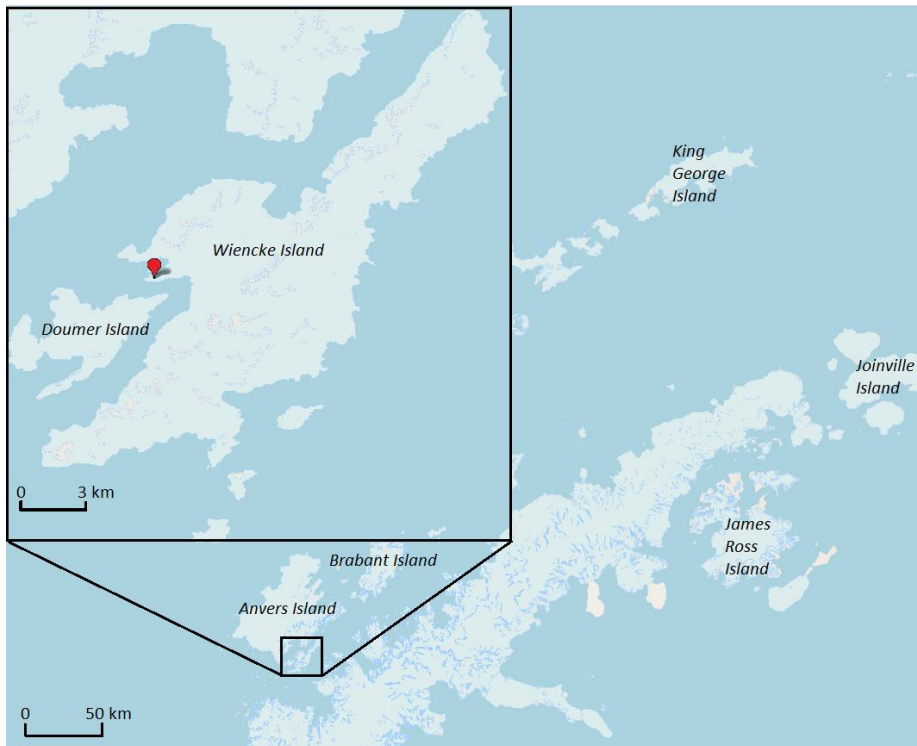 King
George
Island
Wiencke Island
Doumer Island
Joinville
Island
0 3 km
James
Ross
Island
Brabant Island
Anvers Island
0 50 km